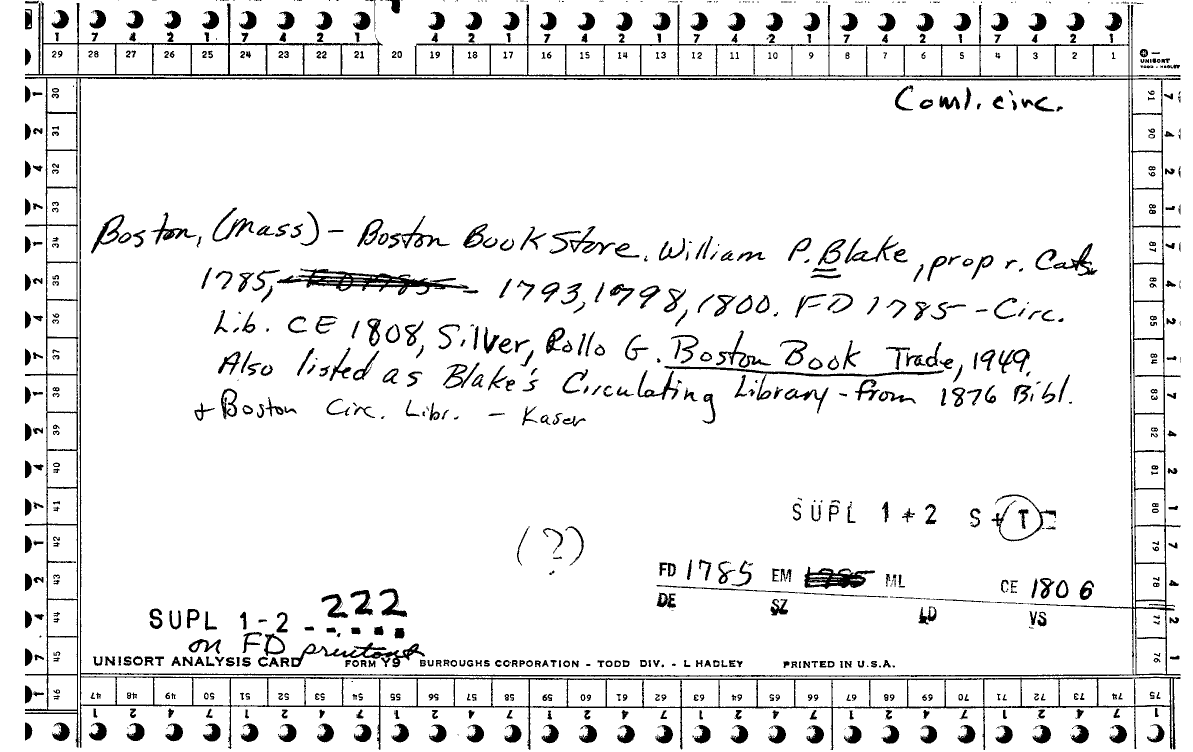 1 7 4 2 1 7 4 2 1 4 2 1 7 4 2 1 7 4 2 1 7 4 2 1 7 4 2 1
29 28 27 26 25 24 23 22 21 20 19 18 17 16 15 14 13 12 11 10 9 8 7 6 5 4 3 2 1
UNISORT
TODD - HADLEY
Coml. circ.
Boston, (Mass) - Boston Book Store. William P. Blake, propr. Cats.
1785, FD 1785 - 1793, 1798, 1800. FD 1785 - Circ.
Lib. CE 1808, Silver, Rollo G. Boston Book Trade, 1949.
Also listed as Blake's Circulating Library - from 1876 Bibl.
+ Boston Circ. Libr. - Kaser
SUPL 1+2 S+T
(?)
FD 1785 EM 1785 ML CE 1806
DE SZ LD VS
SUPL 1-2 - 222
on FD printout
UNISORT ANALYSIS CARD FORM Y9 BURROUGHS CORPORATION - TODD DIV. - L HADLEY PRINTED IN U.S.A.
30 31 32 33 34 35 36 37 38 39 40 41 42 43 44 45 46
91 90 89 88 87 86 85 84 83 82 81 80 79 78 77 76 75
47 48 49 50 51 52 53 54 55 56 57 58 59 60 61 62 63 64 65 66 67 68 69 70 71 72 73 74
1 2 4 7 1 2 4 7 1 2 4 7 1 2 4 7 1 2 4 7 1 2 4 7 1 2 4 7